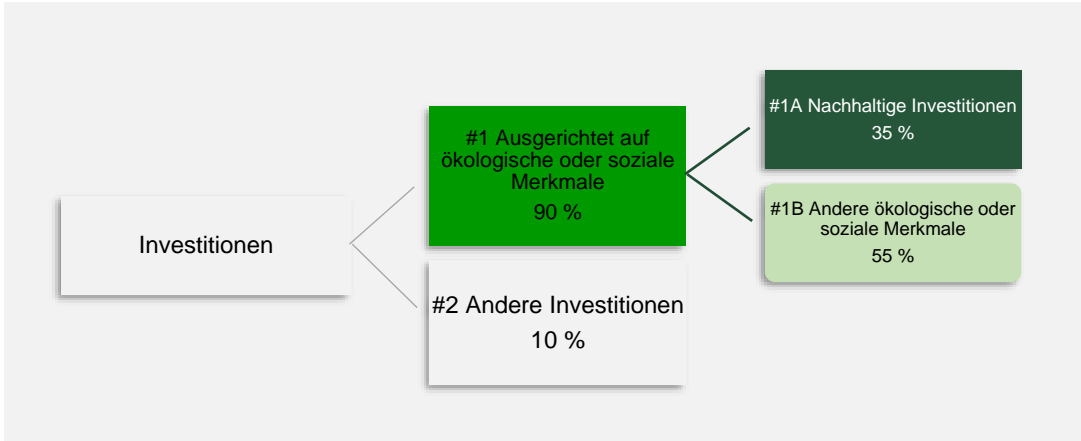 Investitionen
#1 Ausgerichtet auf
ökologische oder soziale
Merkmale
90 %
#2 Andere Investitionen
10 %
#1A Nachhaltige Investitionen
35 %
#1B Andere ökologische oder
soziale Merkmale
55 %